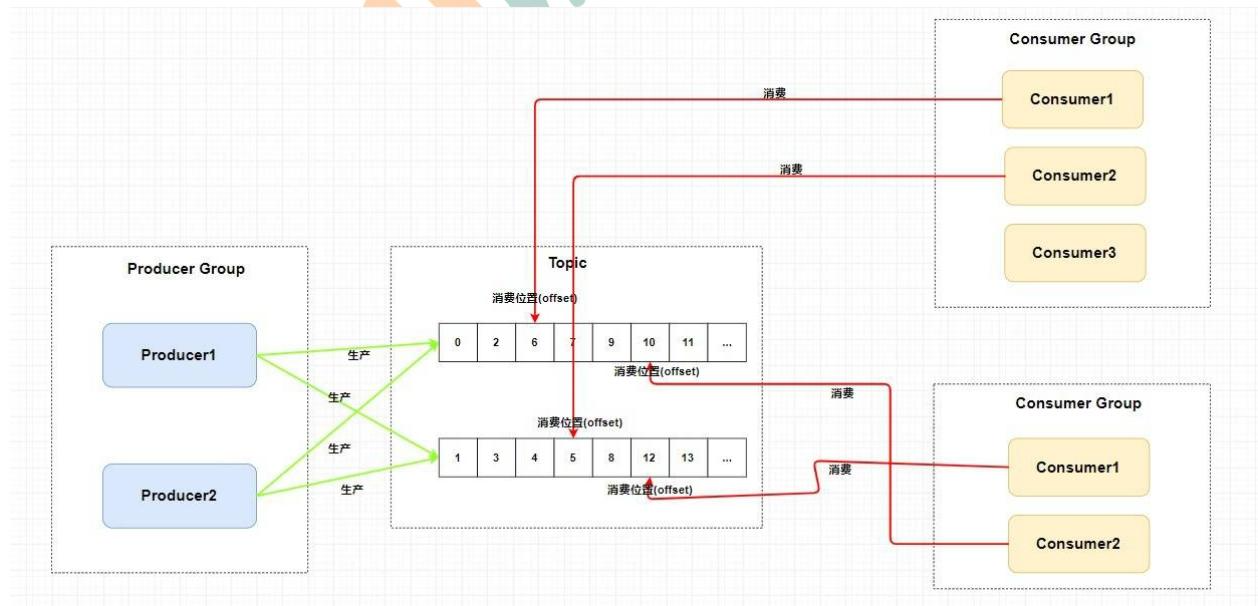 Consumer Group
Consumer1
消费
Consumer2
消费
Consumer3
Producer Group
Topic
消费位置(offset)
Producer1
生产
0 2 6 7 9 10 11 ...
消费位置(offset)
生产
消费
Consumer Group
消费位置(offset)
生产
1 3 4 5 8 12 13 ...
消费
Consumer1
Producer2
生产
消费位置(offset)
Consumer2